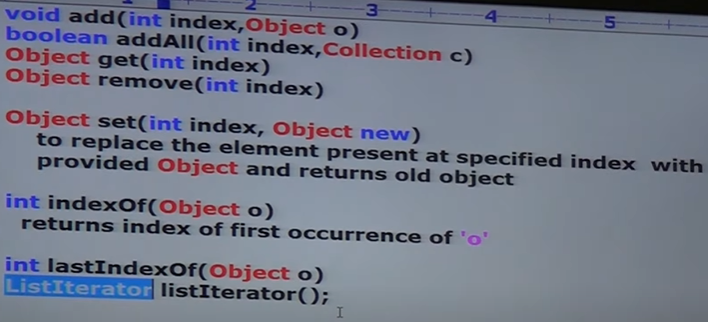 2 3 4 5
void add(int index,Object o)
boolean addAll(int index,Collection c)
Object get(int index)
Object remove(int index)
Object set(int index, Object new)
to replace the element present at specified index with
provided Object and returns old object
int indexOf(Object o)
returns index of first occurrence of 'o'
int lastIndexOf(Object o)
ListIterator listIterator();